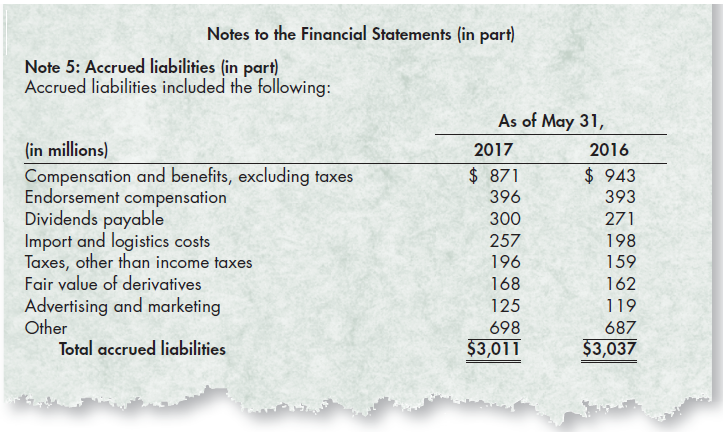 Notes to the Financial Statements (in part)
Note 5: Accrued liabilities (in part)
Accrued liabilities included the following:
As of May 31,
(in millions) 2017 2016
Compensation and benefits, excluding taxes $ 871 $ 943
Endorsement compensation 396 393
Dividends payable 300 271
Import and logistics costs 257 198
Taxes, other than income taxes 196 159
Fair value of derivatives 168 162
Advertising and marketing 125 119
Other 698 687
Total accrued liabilities $3,011 $3,037